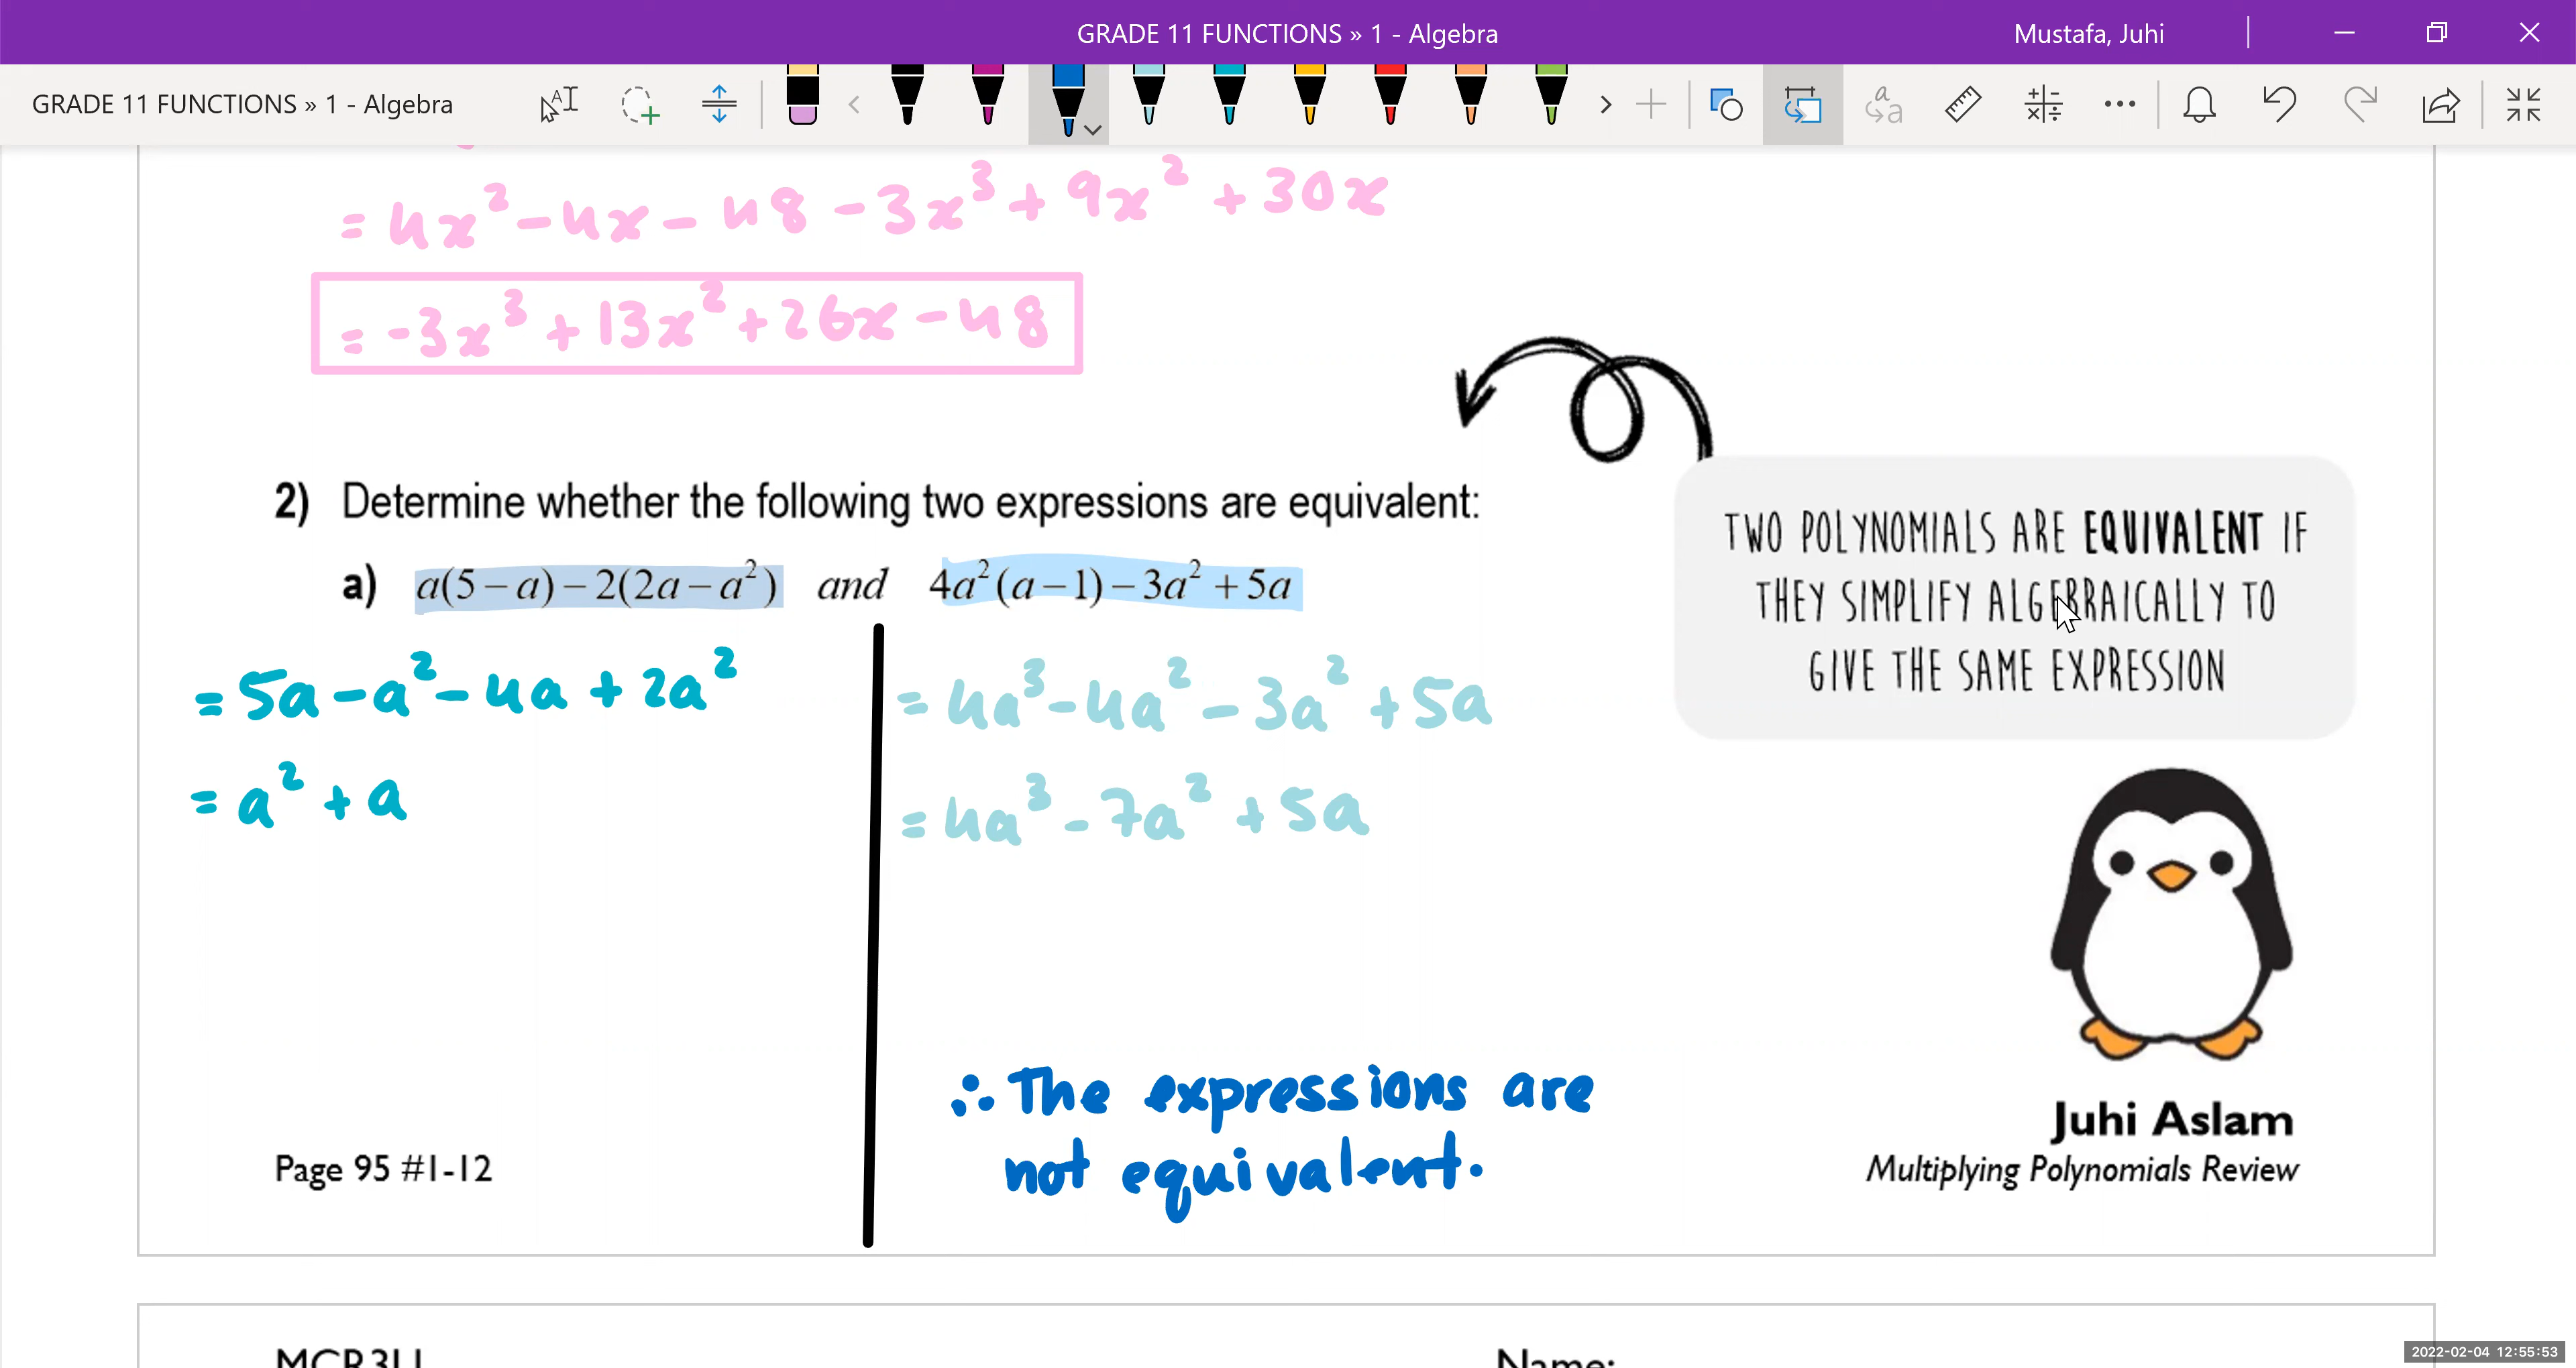 GRADE 11 FUNCTIONS » 1 - Algebra
Mustafa, Juhi
GRADE 11 FUNCTIONS » 1 - Algebra
= 4x² - 4x - 48 - 3x³ + 9x² + 30x
= -3x³ + 13x² + 26x - 48
2) Determine whether the following two expressions are equivalent:
a) a(5-a)-2(2a-a²) and 4a²(a-1)-3a²+5a
TWO POLYNOMIALS ARE EQUIVALENT IF
THEY SIMPLIFY ALGEBRAICALLY TO
GIVE THE SAME EXPRESSION
= 5a - a² - 4a + 2a²
= a² + a
= 4a³ - 4a² - 3a² + 5a
= 4a³ - 7a² + 5a
∴ The expressions are
not equivalent.
Page 95 #1-12
Juhi Aslam
Multiplying Polynomials Review
Name:
2022-02-04 12:55:53